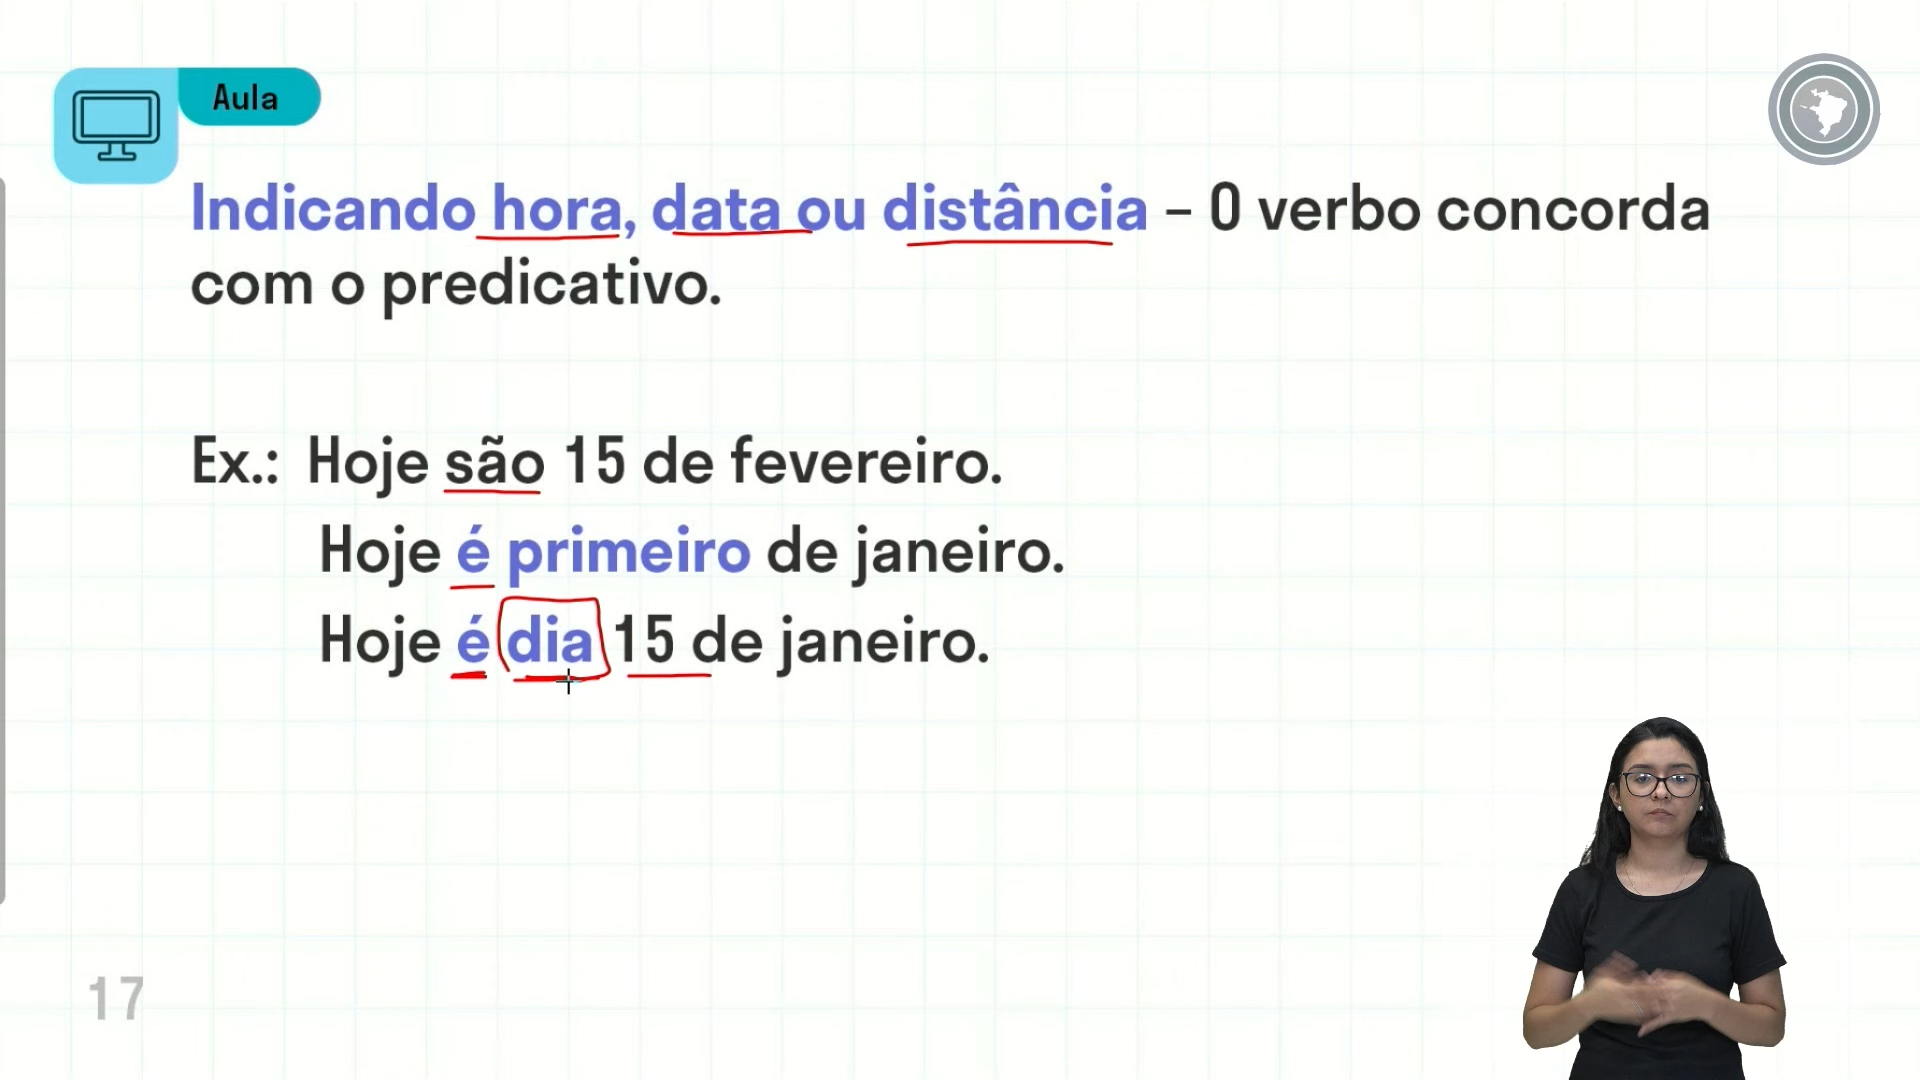 Aula
Indicando hora, data ou distância – O verbo concorda
com o predicativo.
Ex.: Hoje são 15 de fevereiro.
Hoje é primeiro de janeiro.
Hoje é dia 15 de janeiro.
17